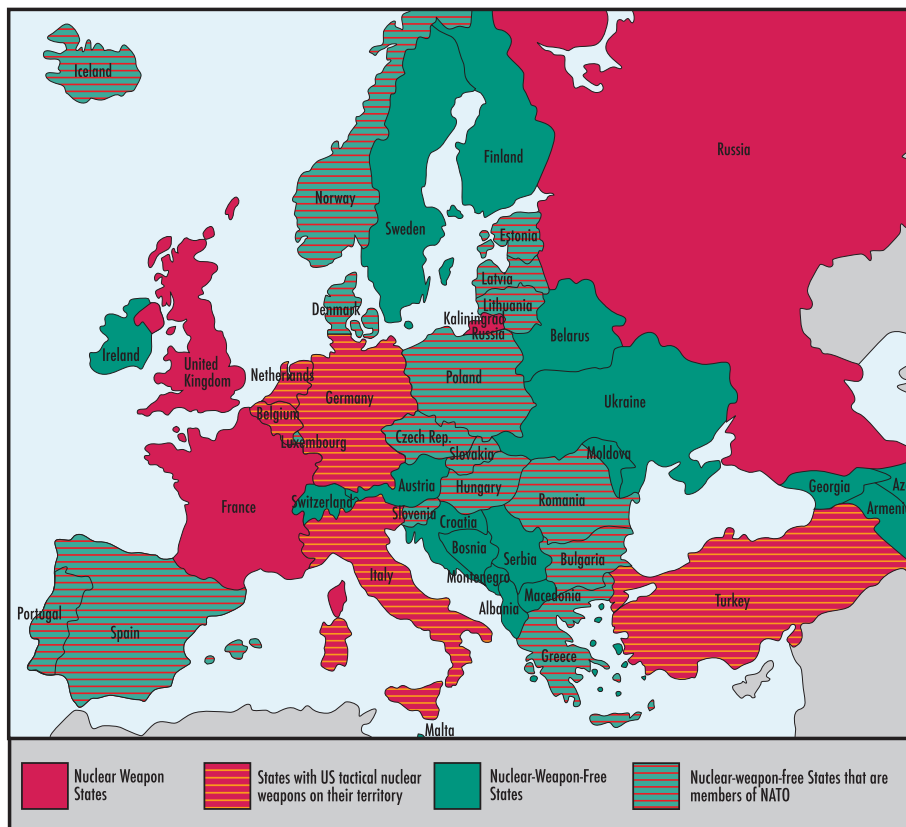 Iceland
Russia
Finland
Norway
Sweden
Estonia
Latvia
Lithuania
Denmark
Kaliningrad
Russia
Belarus
Ireland
United
Kingdom
Netherlands
Poland
Germany
Ukraine
Belgium
Czech Rep.
Luxembourg
Slovakia
Moldova
Austria
Hungary
Georgia
Az
Switzerland
Romania
France
Slovenia
Armeni
Croatia
Bosnia
Serbia
Bulgaria
Italy
Montenegro
Macedonia
Turkey
Albania
Portugal
Spain
Greece
Malta
Nuclear Weapon
States
States with US tactical nuclear
weapons on their territory
Nuclear-Weapon-Free
States
Nuclear-weapon-free States that are
members of NATO